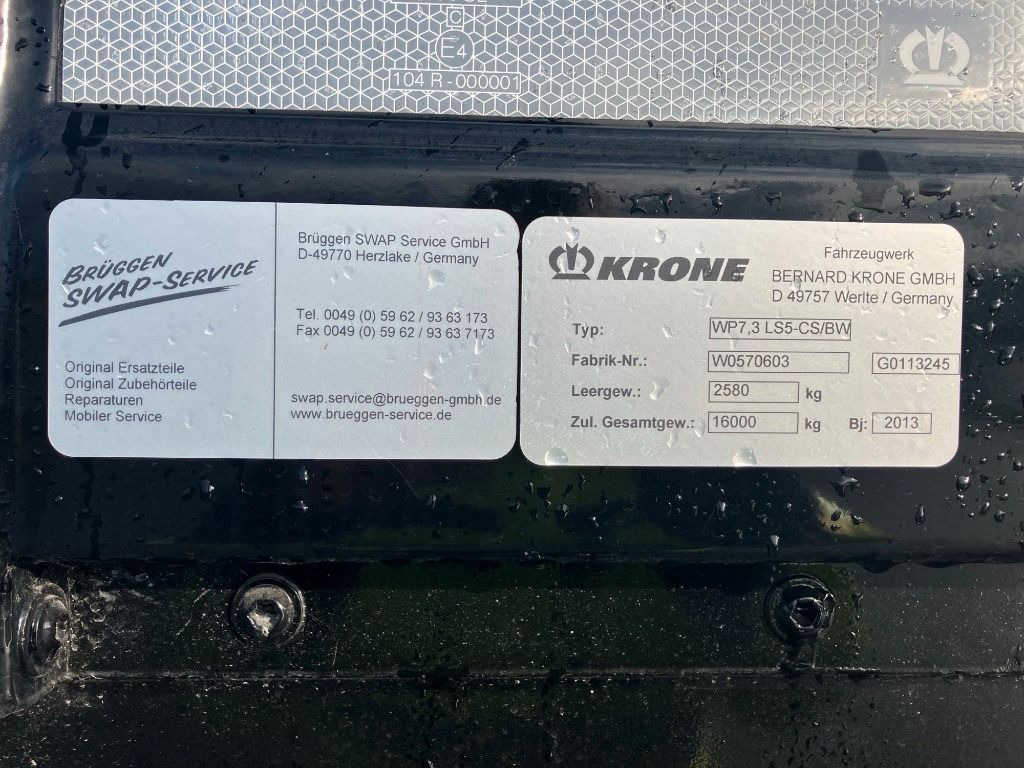 C
E4
104 R - 000001
BRÜGGEN
SWAP-SERVICE
Original Ersatzteile
Original Zubehörteile
Reparaturen
Mobiler Service
Brüggen SWAP Service GmbH
D-49770 Herzlake / Germany
Tel. 0049 (0) 59 62 / 93 63 173
Fax 0049 (0) 59 62 / 93 63 7173
swap.service@brueggen-gmbh.de
www.brueggen-service.de
KRONE
Fahrzeugwerk
BERNARD KRONE GMBH
D 49757 Werlte / Germany
Typ: WP7,3 LS5-CS/BW
Fabrik-Nr.: W0570603 G0113245
Leergew.: 2580 kg
Zul. Gesamtgew.: 16000 kg Bj: 2013